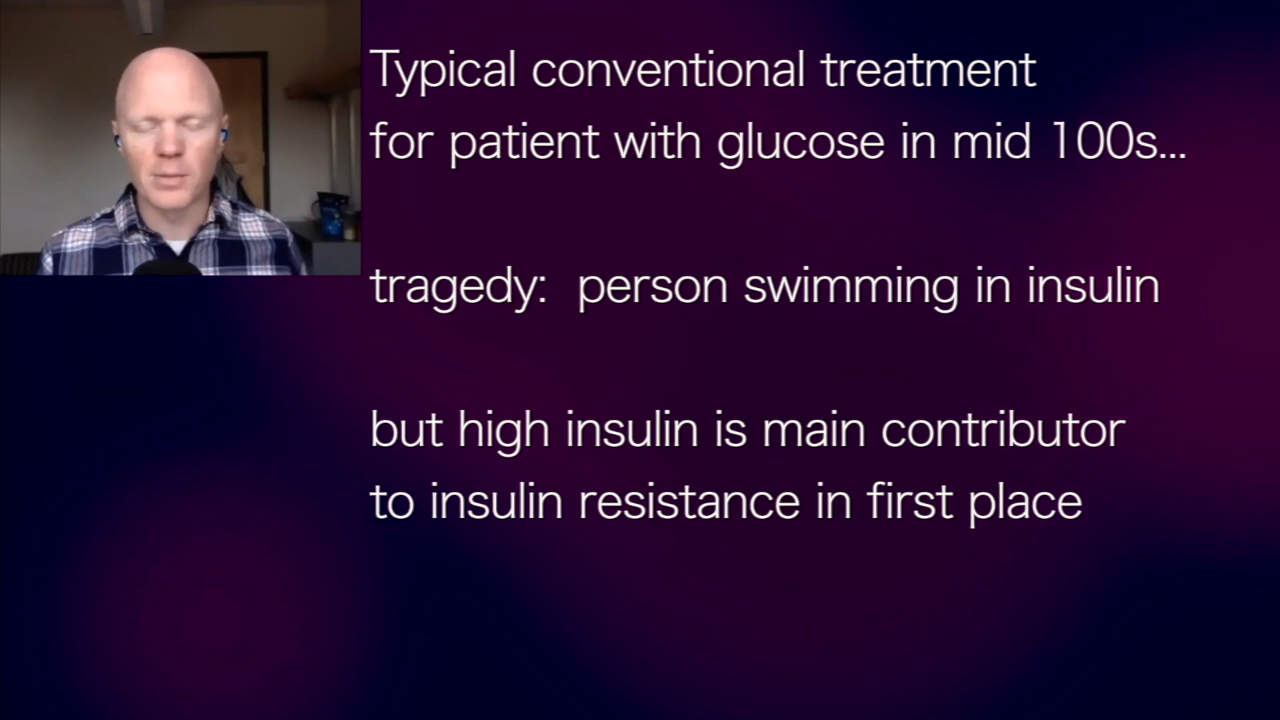 Typical conventional treatment
for patient with glucose in mid 100s...
tragedy:  person swimming in insulin
but high insulin is main contributor
to insulin resistance in first place